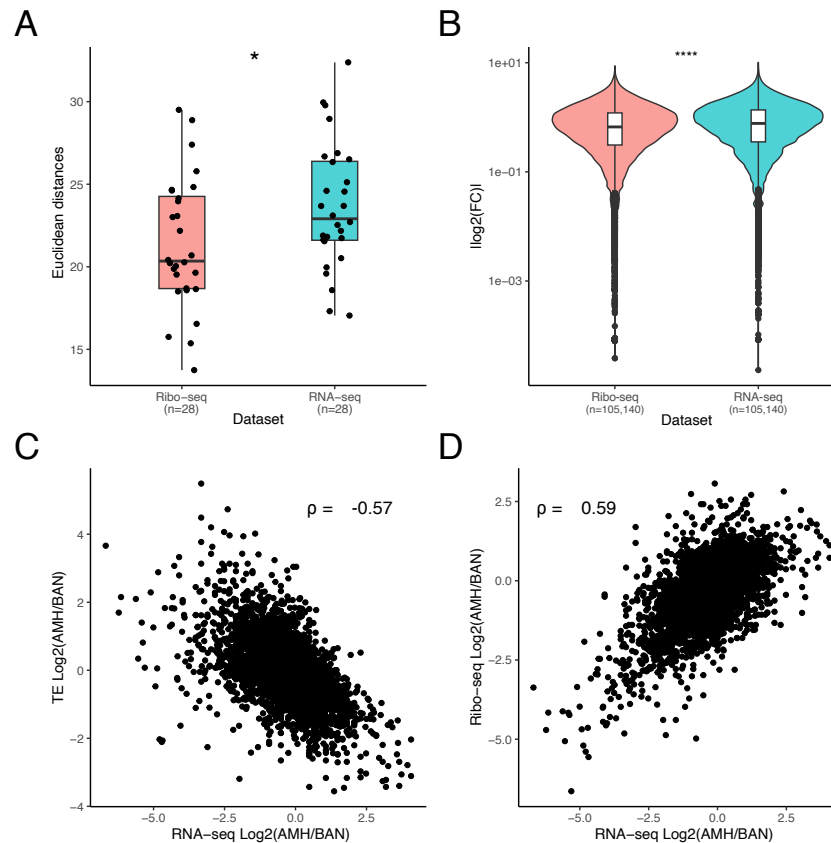 A
*
Euclidean distances
30
25
20
15
Ribo-seq
(n=28)
RNA-seq
(n=28)
Dataset
B
****
|log2(FC)|
1e+01
1e-01
1e-03
Ribo-seq
(n=105,140)
RNA-seq
(n=105,140)
Dataset
C
ρ = -0.57
TE Log2(AMH/BAN)
4
2
0
−2
−4
−5.0
−2.5
0.0
2.5
RNA-seq Log2(AMH/BAN)
D
ρ = 0.59
Ribo-seq Log2(AMH/BAN)
2.5
0.0
−2.5
−5.0
−5.0
−2.5
0.0
2.5
RNA-seq Log2(AMH/BAN)